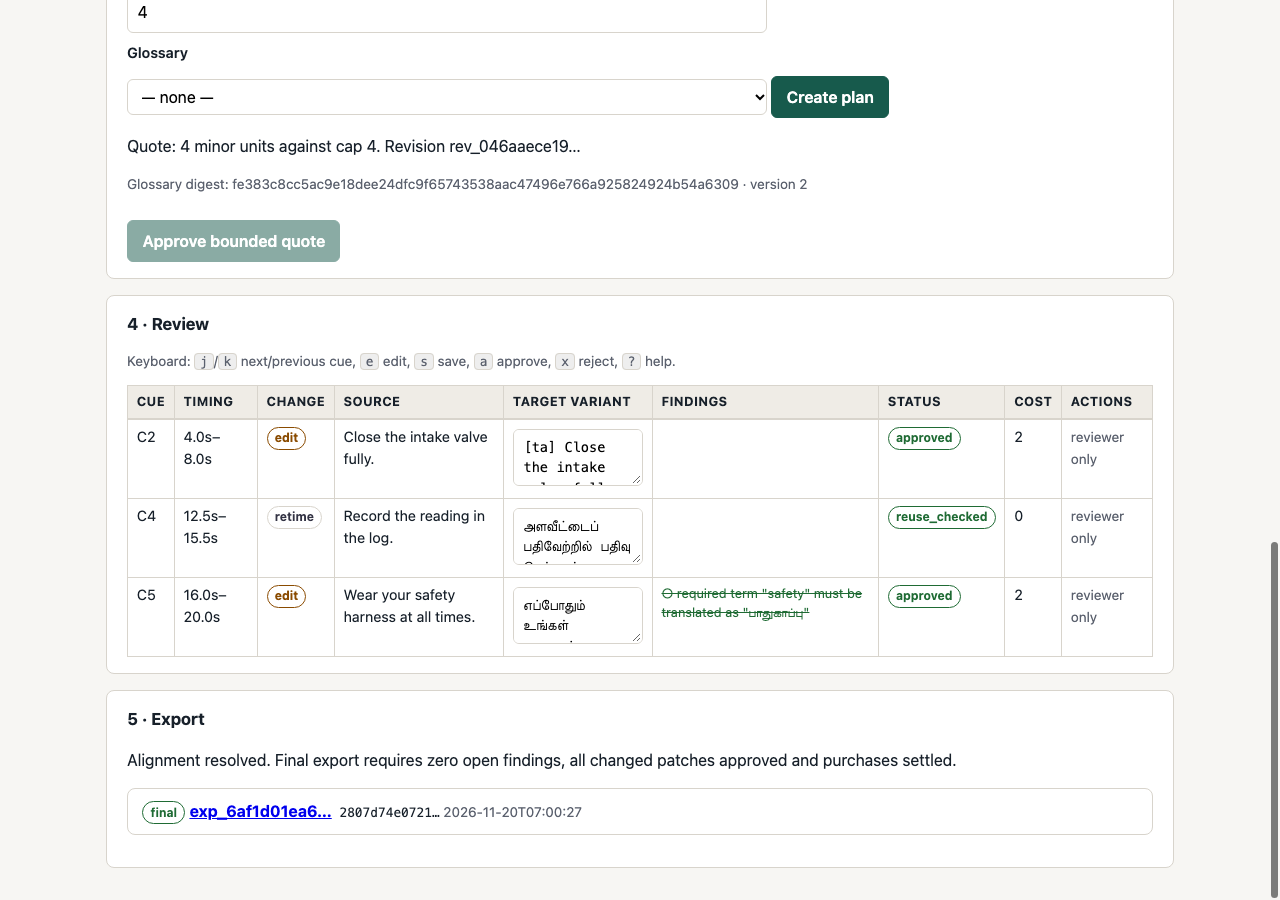 4
Glossary
— none —
Create plan
Quote: 4 minor units against cap 4. Revision rev_046aaece19...
Glossary digest: fe383c8cc5ac9e18dee24dfc9f65743538aac47496e766a925824924b54a6309 · version 2
Approve bounded quote
4 · Review
Keyboard: j/k next/previous cue, e edit, s save, a approve, x reject, ? help.
CUE TIMING CHANGE SOURCE TARGET VARIANT FINDINGS STATUS COST ACTIONS
C2
4.0s–
8.0s
edit
Close the intake valve
fully.
[ta] Close
the intake
approved
2
reviewer
only
C4
12.5s–
15.5s
retime
Record the reading in
the log.
அளவீட்டைப்
பதிவேற்றில் பதிவு
reuse_checked
0
reviewer
only
C5
16.0s–
20.0s
edit
Wear your safety
harness at all times.
எப்போதும்
உங்கள்
O required term "safety" must be
translated as "பாதுகாப்பு"
approved
2
reviewer
only
5 · Export
Alignment resolved. Final export requires zero open findings, all changed patches approved and purchases settled.
final exp_6af1d01ea6... 2807d74e0721… 2026-11-20T07:00:27